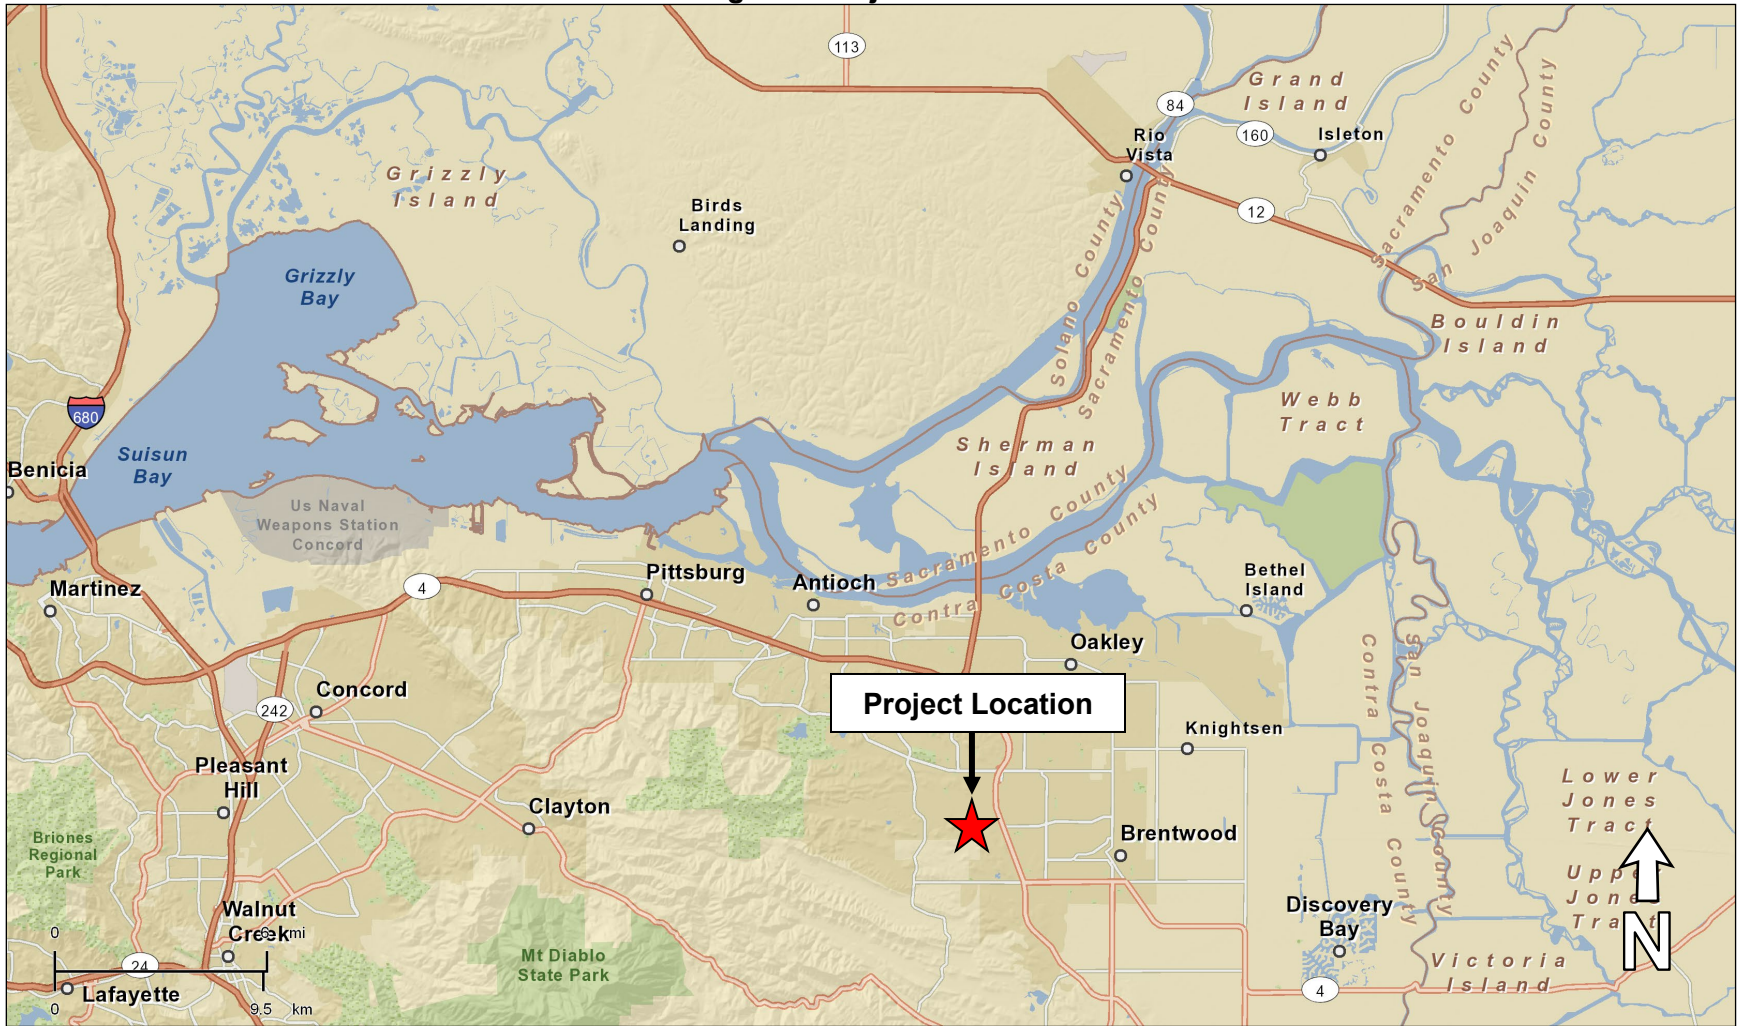 113
Grand
Island
84
160
Isleton
Rio
Vista
Sacramento County
San Joaquin County
Grizzly
Island
Birds
Landing
12
Solano County
Sacramento County
Grizzly
Bay
Bouldin
Island
Webb
Tract
680
Sherman
Island
Suisun
Bay
Benicia
Us Naval
Weapons Station
Concord
Sacramento County
Contra Costa County
Pittsburg
Antioch
Bethel
Island
Martinez
4
Oakley
Contra Costa County
San Joaquin County
Concord
242
Project Location
Knightsen
Pleasant
Hill
Lower
Jones
Tract
Clayton
Brentwood
Briones
Regional
Park
Upper
Jones
Tract
Walnut
Creek
Discovery
Bay
N
0 6 mi
24
Mt Diablo
State Park
Victoria
Island
4
Lafayette
0 9.5 km